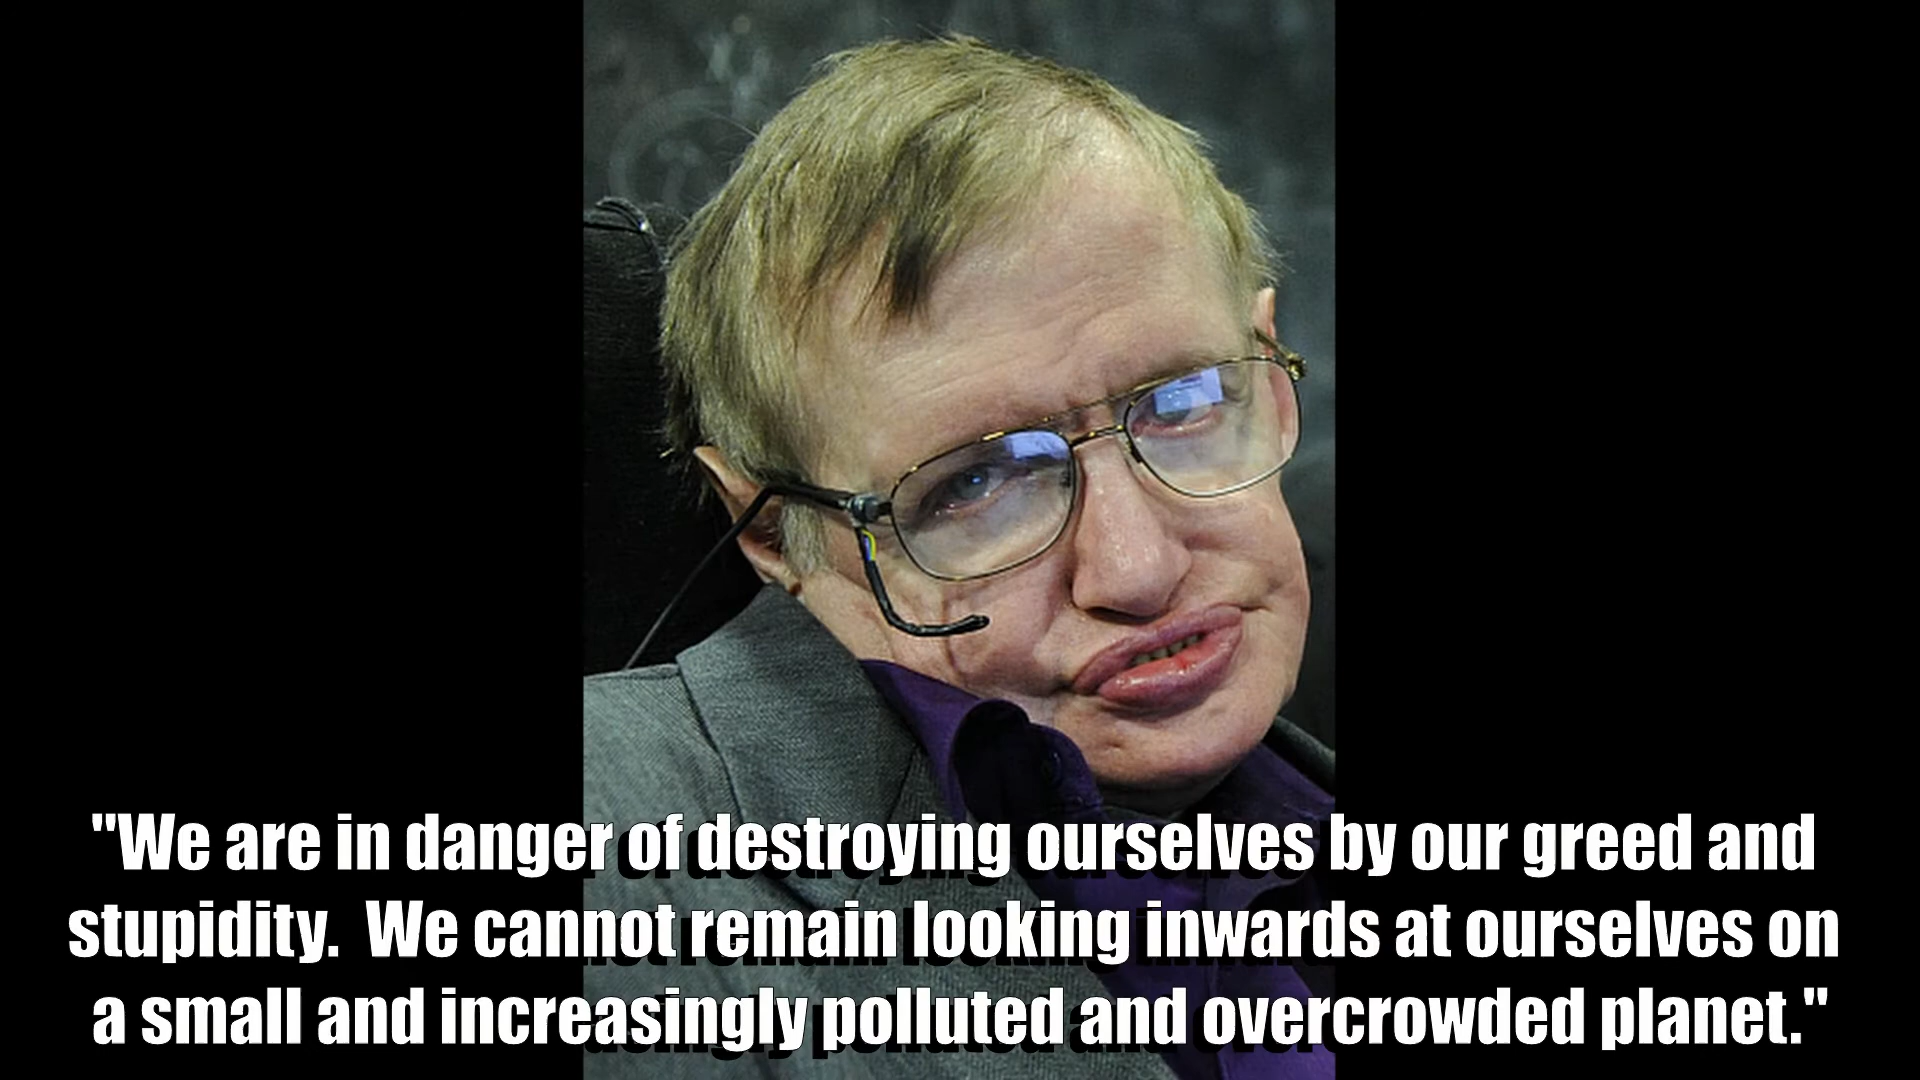 "We are in danger of destroying ourselves by our greed and
stupidity.  We cannot remain looking inwards at ourselves on
a small and increasingly polluted and overcrowded planet."